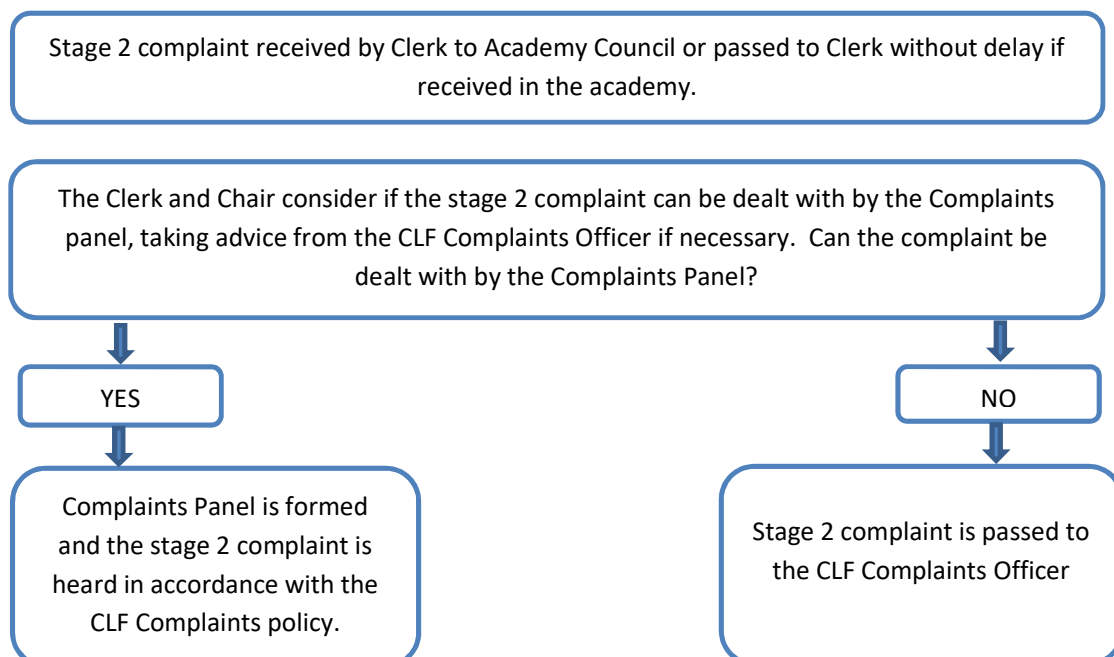 Stage 2 complaint received by Clerk to Academy Council or passed to Clerk without delay if
received in the academy.
The Clerk and Chair consider if the stage 2 complaint can be dealt with by the Complaints
panel, taking advice from the CLF Complaints Officer if necessary.  Can the complaint be
dealt with by the Complaints Panel?
YES
NO
Complaints Panel is formed
and the stage 2 complaint is
heard in accordance with the
CLF Complaints policy.
Stage 2 complaint is passed to
the CLF Complaints Officer